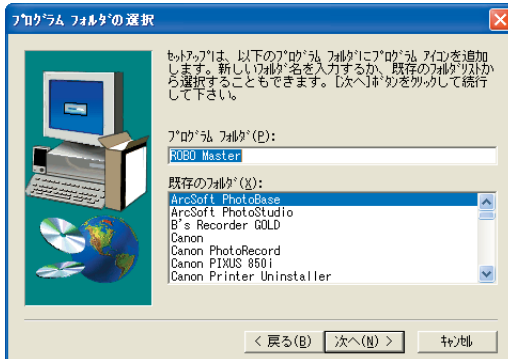 ﾌﾟﾛｸﾞﾗﾑ ﾌｫﾙﾀﾞの選択
ｾｯﾄｱｯﾌﾟは、以下のﾌﾟﾛｸﾞﾗﾑ ﾌｫﾙﾀﾞにﾌﾟﾛｸﾞﾗﾑ ｱｲｺﾝを追加
します。新しいﾌｫﾙﾀﾞ名を入力するか、既存のﾌｫﾙﾀﾞﾘｽﾄか
ら選択することもできます。[次へ]ﾎﾞﾀﾝをｸﾘｯｸして続行
して下さい。
ﾌﾟﾛｸﾞﾗﾑ ﾌｫﾙﾀﾞ(P):
ROBO Master
既存のﾌｫﾙﾀﾞ(X):
ArcSoft PhotoBase
ArcSoft PhotoStudio
B's Recorder GOLD
Canon
Canon PhotoRecord
Canon PIXUS 850i
Canon Printer Uninstaller
< 戻る(B) 次へ(N) > ｷｬﾝｾﾙ